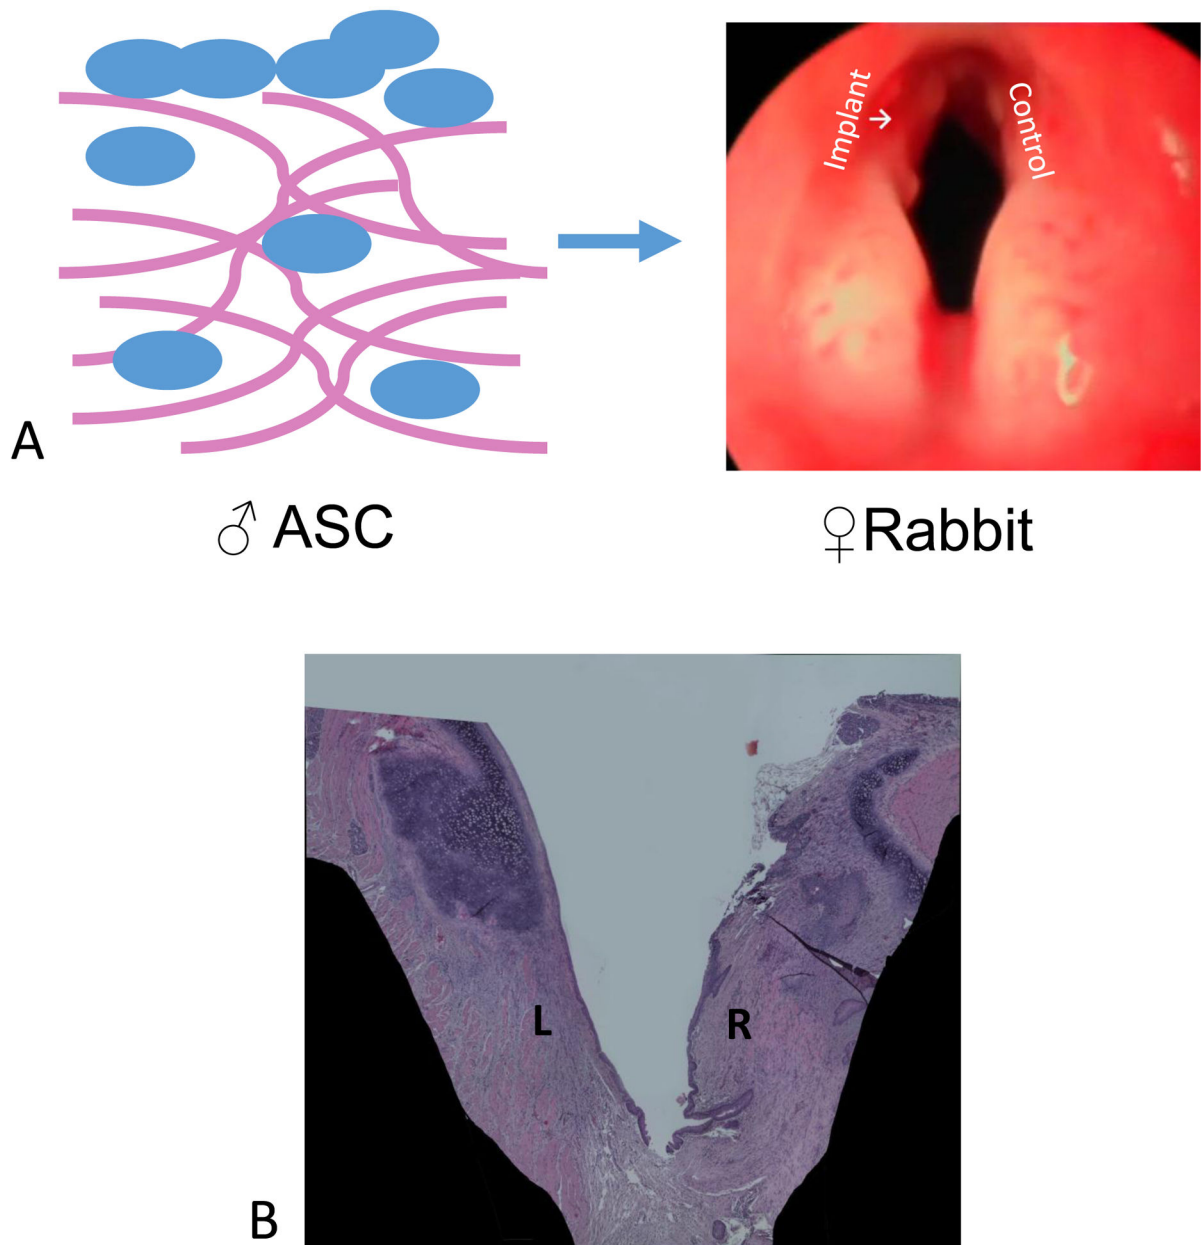 Implant →
Control
A
♂ ASC
♀ Rabbit
L
R
B